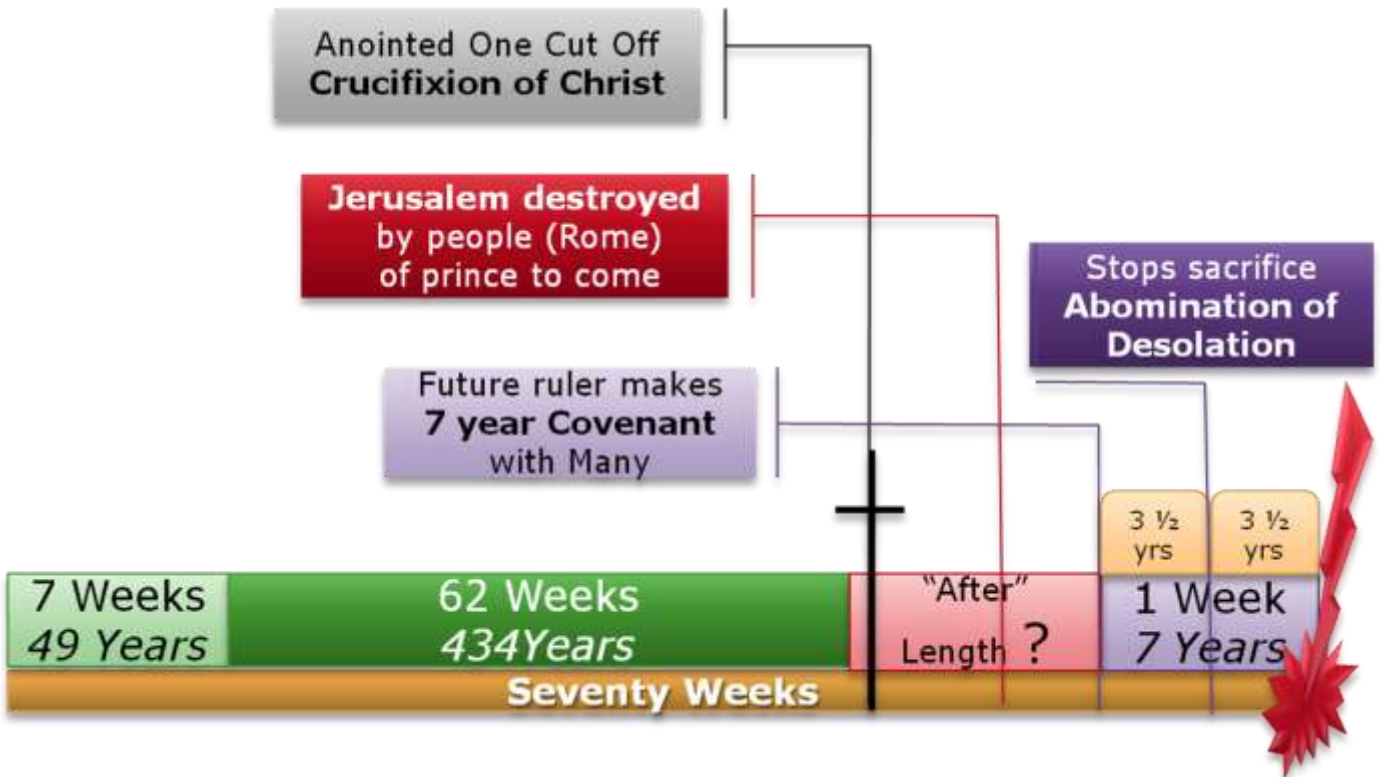 Anointed One Cut Off
Crucifixion of Christ
Jerusalem destroyed
by people (Rome)
of prince to come
Stops sacrifice
Abomination of
Desolation
Future ruler makes
7 year Covenant
with Many
3 ½
yrs
3 ½
yrs
7 Weeks
49 Years
62 Weeks
434Years
“After”
Length ?
1 Week
7 Years
Seventy Weeks